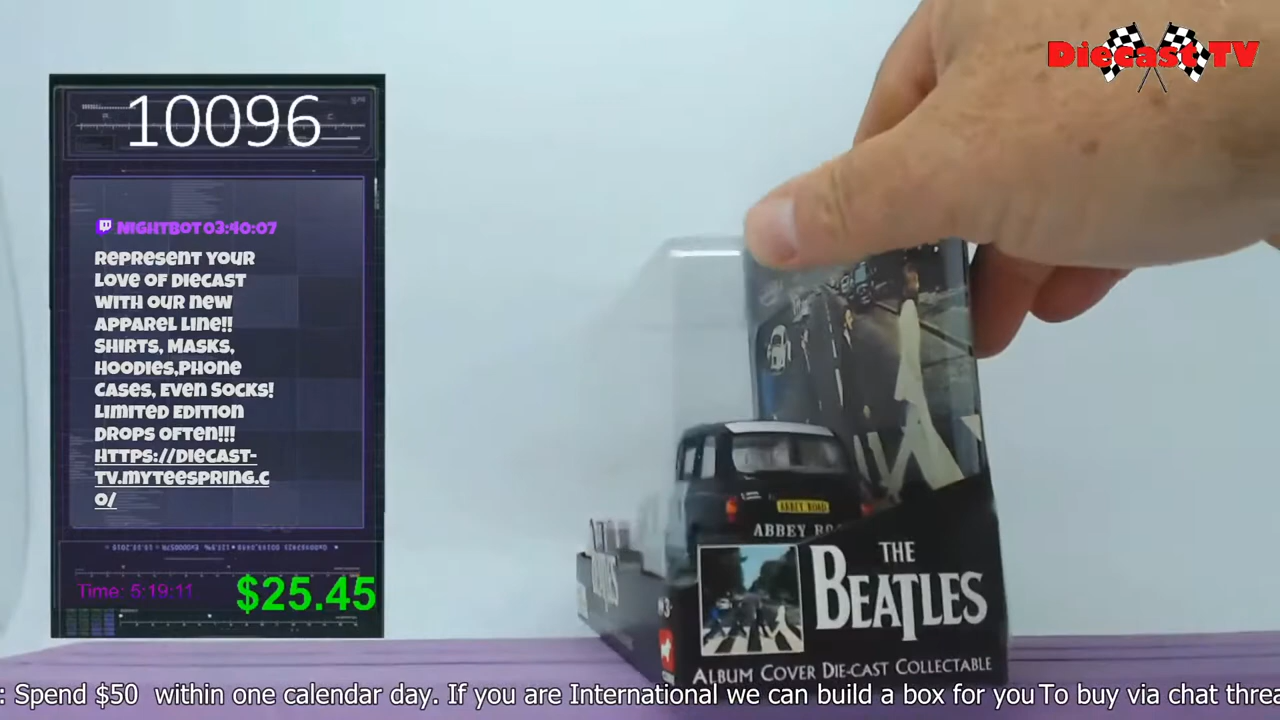 Diecast TV
10096
NIGHTBOT 03:40:07
REPRESENT YOUR
LOVE OF DIECAST
WITH OUR NEW
APPAREL LINE!!
SHIRTS, MASKS,
HOODIES,PHONE
CASES, EVEN SOCKS!
LIMITED EDITION
DROPS OFTEN!!!
HTTPS://DIECAST-
TV.MYTEESPRING.C
O/
Time: 5:19:11
$25.45
ABBEY ROAD
THE
BEATLES
ALBUM COVER DIE-CAST COLLECTABLE
: Spend $50 within one calendar day. If you are International we can build a box for you To buy via chat threa